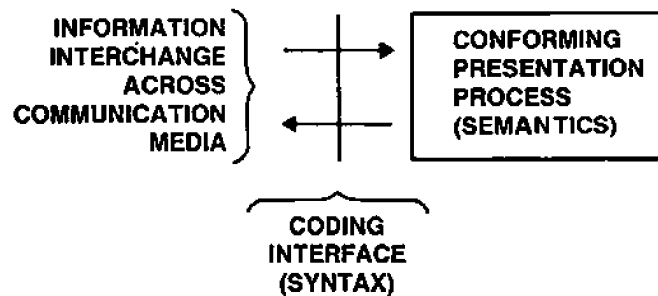 INFORMATION
INTERCHANGE
ACROSS
COMMUNICATION
MEDIA
CONFORMING
PRESENTATION
PROCESS
(SEMANTICS)
CODING
INTERFACE
(SYNTAX)